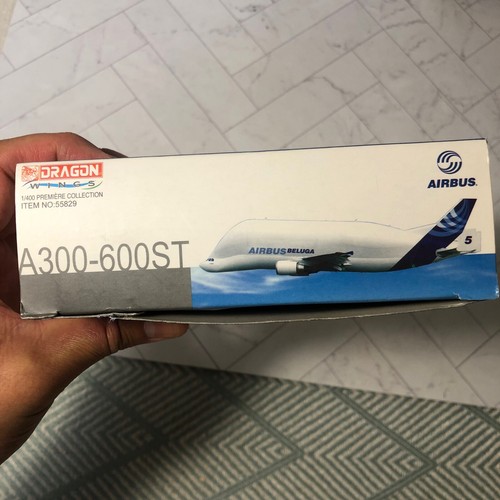 DRAGON
WINGS
1/400 PREMIÈRE COLLECTION
ITEM NO:55829
A300-600ST
AIRBUS BELUGA
5
AIRBUS.